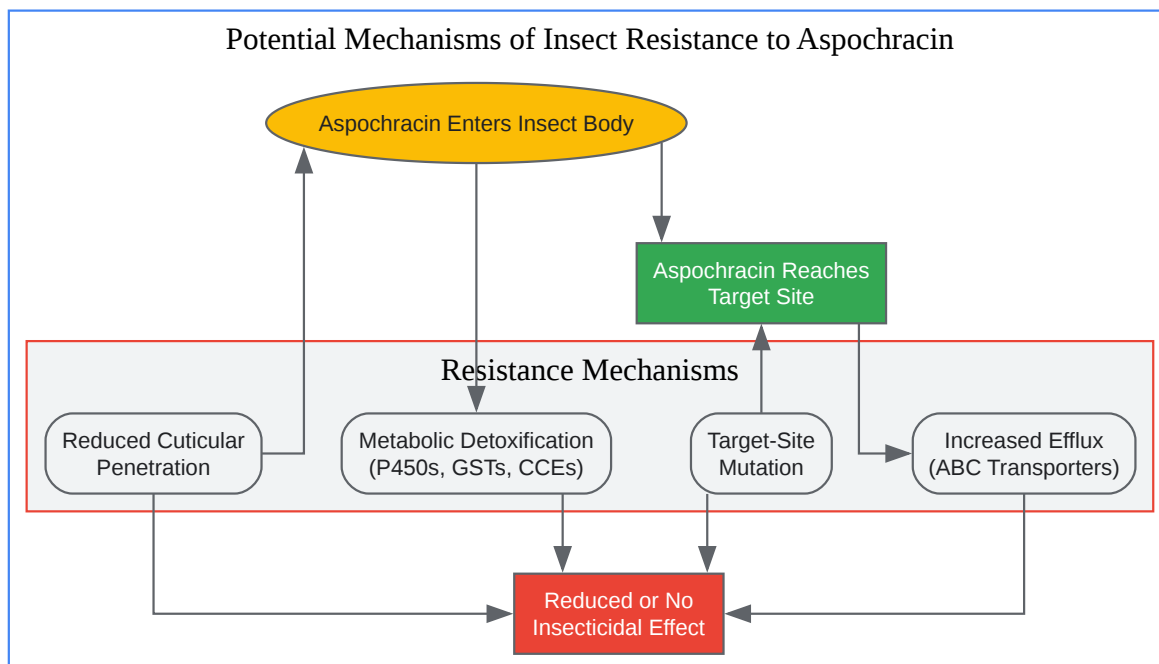 Potential Mechanisms of Insect Resistance to Aspochracin
Aspochracin Enters Insect Body
Aspochracin Reaches
Target Site
Resistance Mechanisms
Reduced Cuticular
Penetration
Metabolic Detoxification
(P450s, GSTs, CCEs)
Target-Site
Mutation
Increased Efflux
(ABC Transporters)
Reduced or No
Insecticidal Effect